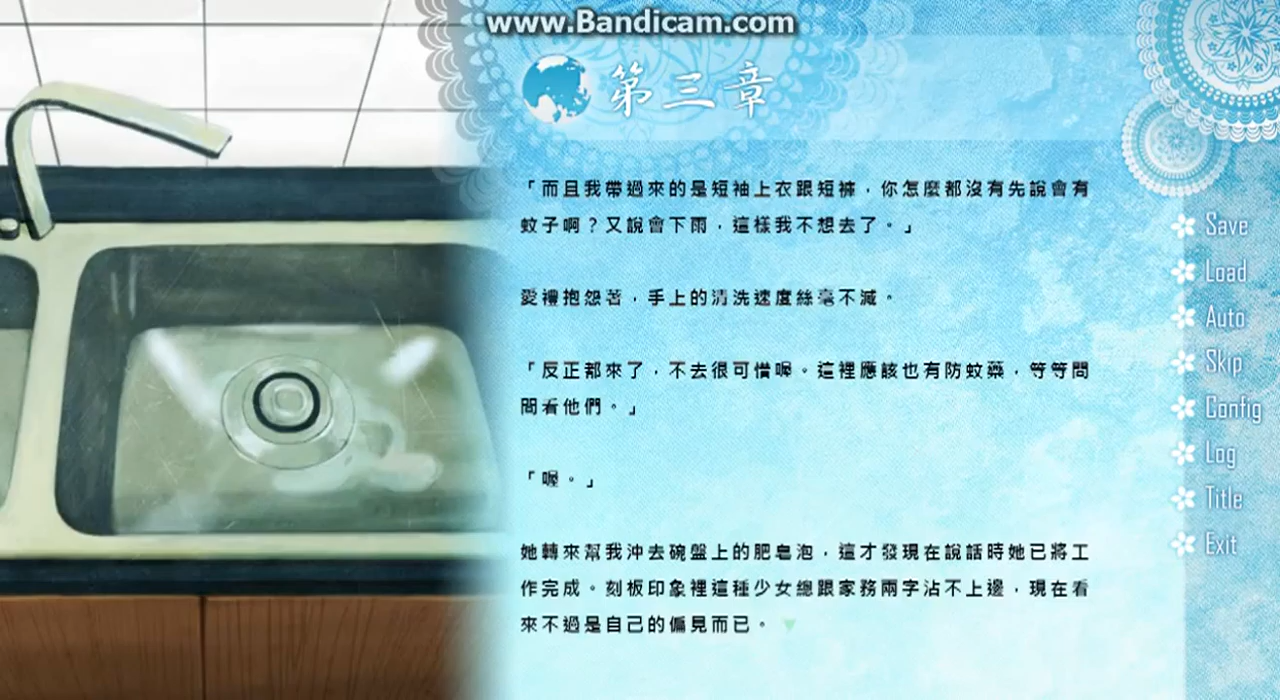 www.Bandicam.com
第三章
「而且我帶過來的是短袖上衣跟短褲，你怎麼都沒有先說會有
蚊子啊？又說會下雨，這樣我不想去了。」
愛禮抱怨著，手上的清洗速度絲毫不減。
「反正都來了，不去很可惜喔。這裡應該也有防蚊藥，等等問
問看他們。」
「喔。」
她轉來幫我沖去碗盤上的肥皂泡，這才發現在說話時她已將工
作完成。刻板印象裡這種少女總跟家務兩字沾不上邊，現在看
來不過是自己的偏見而已。
Save
Load
Auto
Skip
Config
Log
Title
Exit